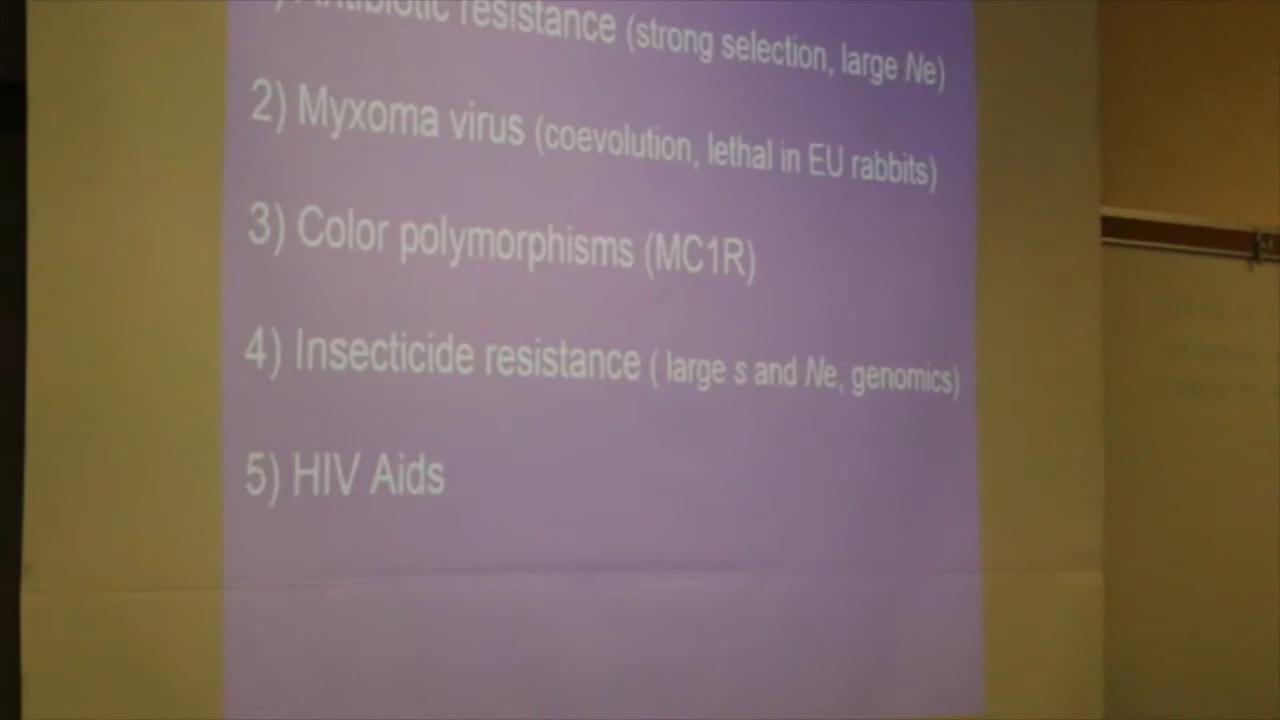 Antibiotic resistance (strong selection, large Ne)
2) Myxoma virus (coevolution, lethal in EU rabbits)
3) Color polymorphisms (MC1R)
4) Insecticide resistance ( large s and Ne, genomics)
5) HIV Aids